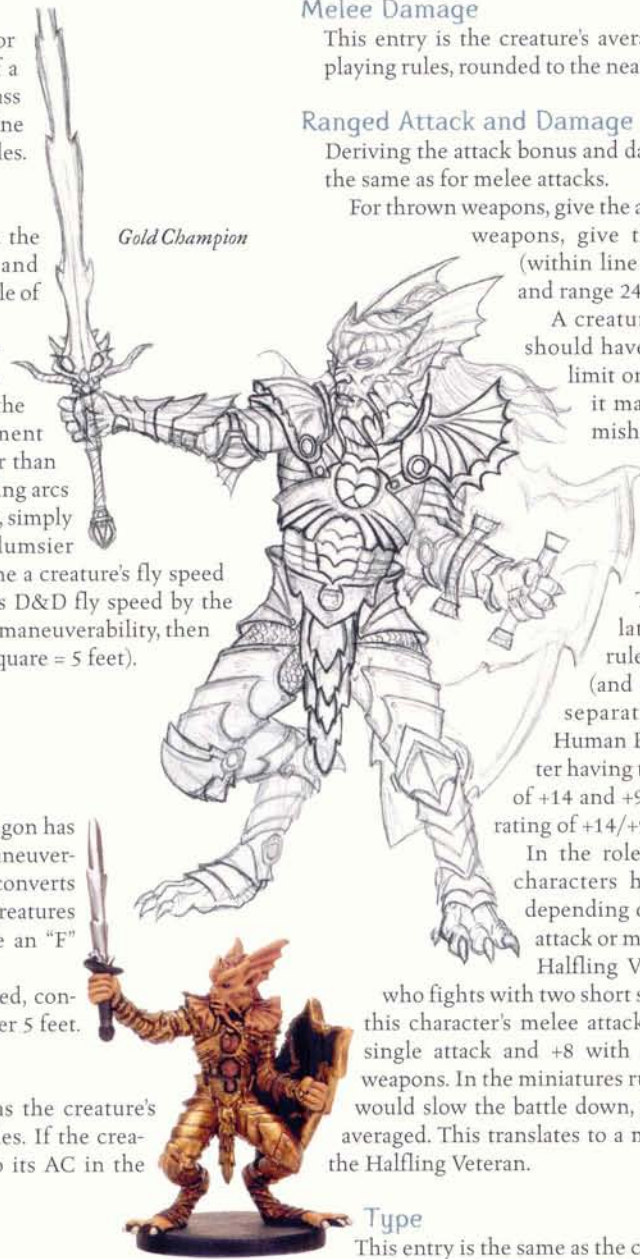 or
f a
ass
ne
les.
the
and
le of
he
ment
r than
ng arcs
, simply
lumsier
ne a creature's fly speed
s D&D fly speed by the
maneuverability, then
quare = 5 feet).
gon has
neuver-
converts
reatures
e an “F”
ed, con-
er 5 feet.
as the creature's
les. If the crea-
o its AC in the
Gold Champion
Melee Damage
This entry is the creature's avera
playing rules, rounded to the nea
Ranged Attack and Damage
Deriving the attack bonus and da
the same as for melee attacks.
For thrown weapons, give the a
weapons, give t
(within line
and range 24
A creatur
should have
limit or
it ma
mish
T
lat
rule
(and
separat
Human B
ter having t
of +14 and +9
rating of +14/+
In the role
characters h
depending o
attack or m
Halfling V
who fights with two short s
this character's melee attack
single attack and +8 with
weapons. In the miniatures ru
would slow the battle down,
averaged. This translates to a m
the Halfling Veteran.
Type
This entry is the same as the c